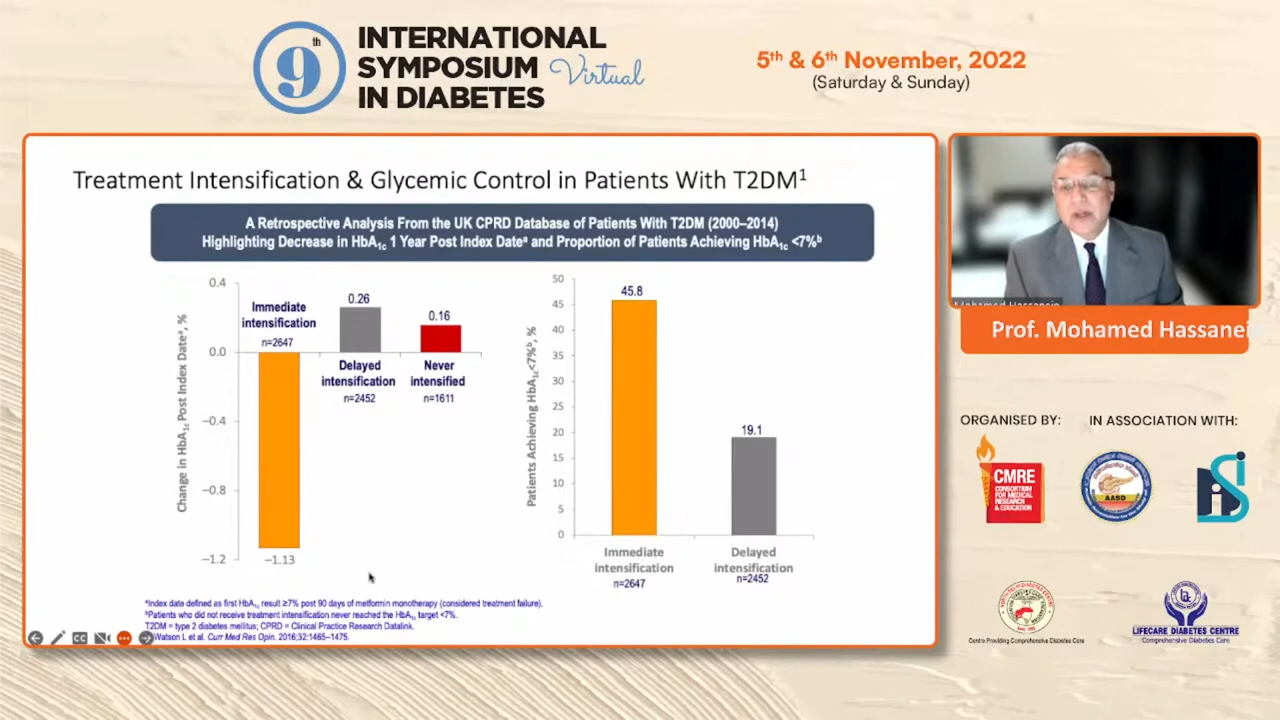 9th
INTERNATIONAL
SYMPOSIUM Virtual
IN DIABETES
5th & 6th November, 2022
(Saturday & Sunday)
Treatment Intensification & Glycemic Control in Patients With T2DM1
A Retrospective Analysis From the UK CPRD Database of Patients With T2DM (2000–2014)
Highlighting Decrease in HbA1c 1 Year Post Index Datea and Proportion of Patients Achieving HbA1c <7%b
Change in HbA1c Post Index Datea, %
0.4
0.0
−0.4
−0.8
−1.2
Immediate
intensification
n=2647
−1.13
0.26
Delayed
intensification
n=2452
0.16
Never
intensified
n=1611
Patients Achieving HbA1c<7%b, %
50
45
40
35
30
25
20
15
10
5
0
45.8
Immediate
intensification
n=2647
19.1
Delayed
intensification
n=2452
aIndex date defined as first HbA1c result ≥7% post 90 days of metformin monotherapy (considered treatment failure).
bPatients who did not receive treatment intensification never reached the HbA1c target <7%.
T2DM = type 2 diabetes mellitus; CPRD = Clinical Practice Research Datalink.
Watson L et al. Curr Med Res Opin. 2016;32:1465–1475.
CC
Mohamed Hassanein
Prof. Mohamed Hassanei
ORGANISED BY:
IN ASSOCIATION WITH:
CMRE
CONSORTIUM
FOR MEDICAL
RESEARCH
& EDUCATION
AASD
Centre Providing Comprehensive Diabetes Care
LIFECARE DIABETES CENTRE
Comprehensive Diabetes Care